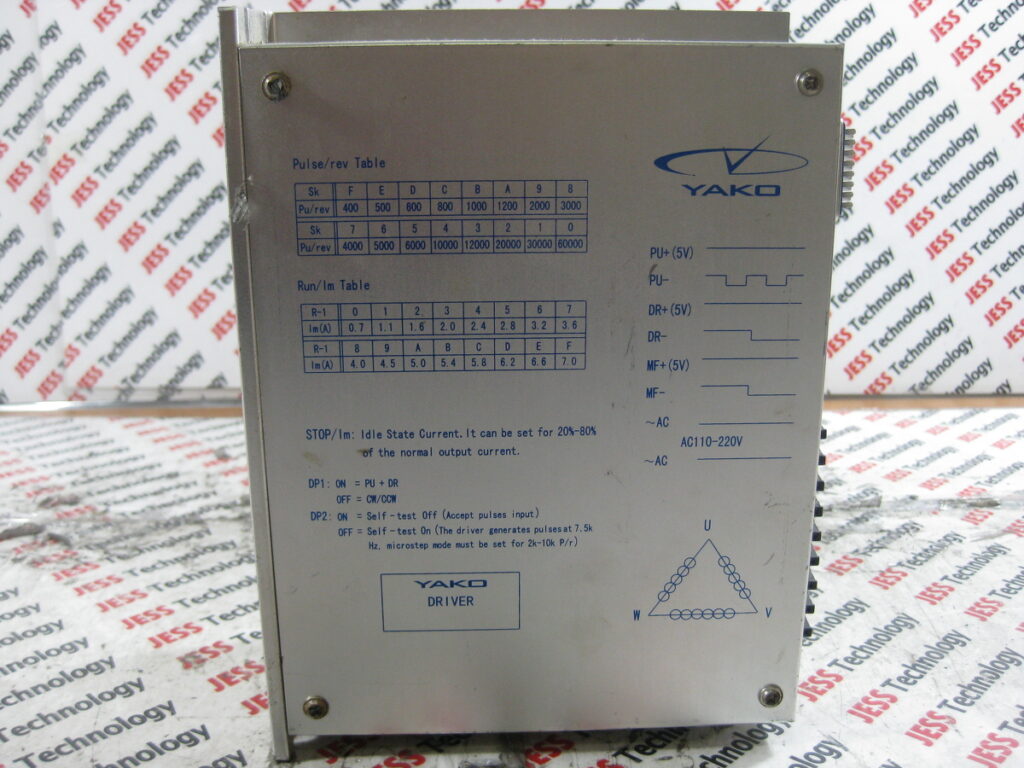 Pulse/rev Table
Sk F E D C B A 9 8
Pu/rev 400 500 600 800 1000 1200 2000 3000
Sk 7 6 5 4 3 2 1 0
Pu/rev 4000 5000 6000 10000 12000 20000 30000 60000
Run/Im Table
R-1 0 1 2 3 4 5 6 7
Im(A) 0.7 1.1 1.6 2.0 2.4 2.8 3.2 3.6
R-1 8 9 A B C D E F
Im(A) 4.0 4.5 5.0 5.4 5.8 6.2 6.6 7.0
STOP/Im: Idle State Current. It can be set for 20%-80%
of the normal output current.
DP1: ON = PU + DR
OFF = CW/CCW
DP2: ON = Self-test Off (Accept pulses input)
OFF = Self-test On (The driver generates pulses at 7.5k
Hz, microstep mode must be set for 2k-10k P/r)
YAKO
DRIVER
YAKO
PU+(5V)
PU-
DR+(5V)
DR-
MF+(5V)
MF-
~AC
AC110-220V
~AC
U
W V
JESS Technology